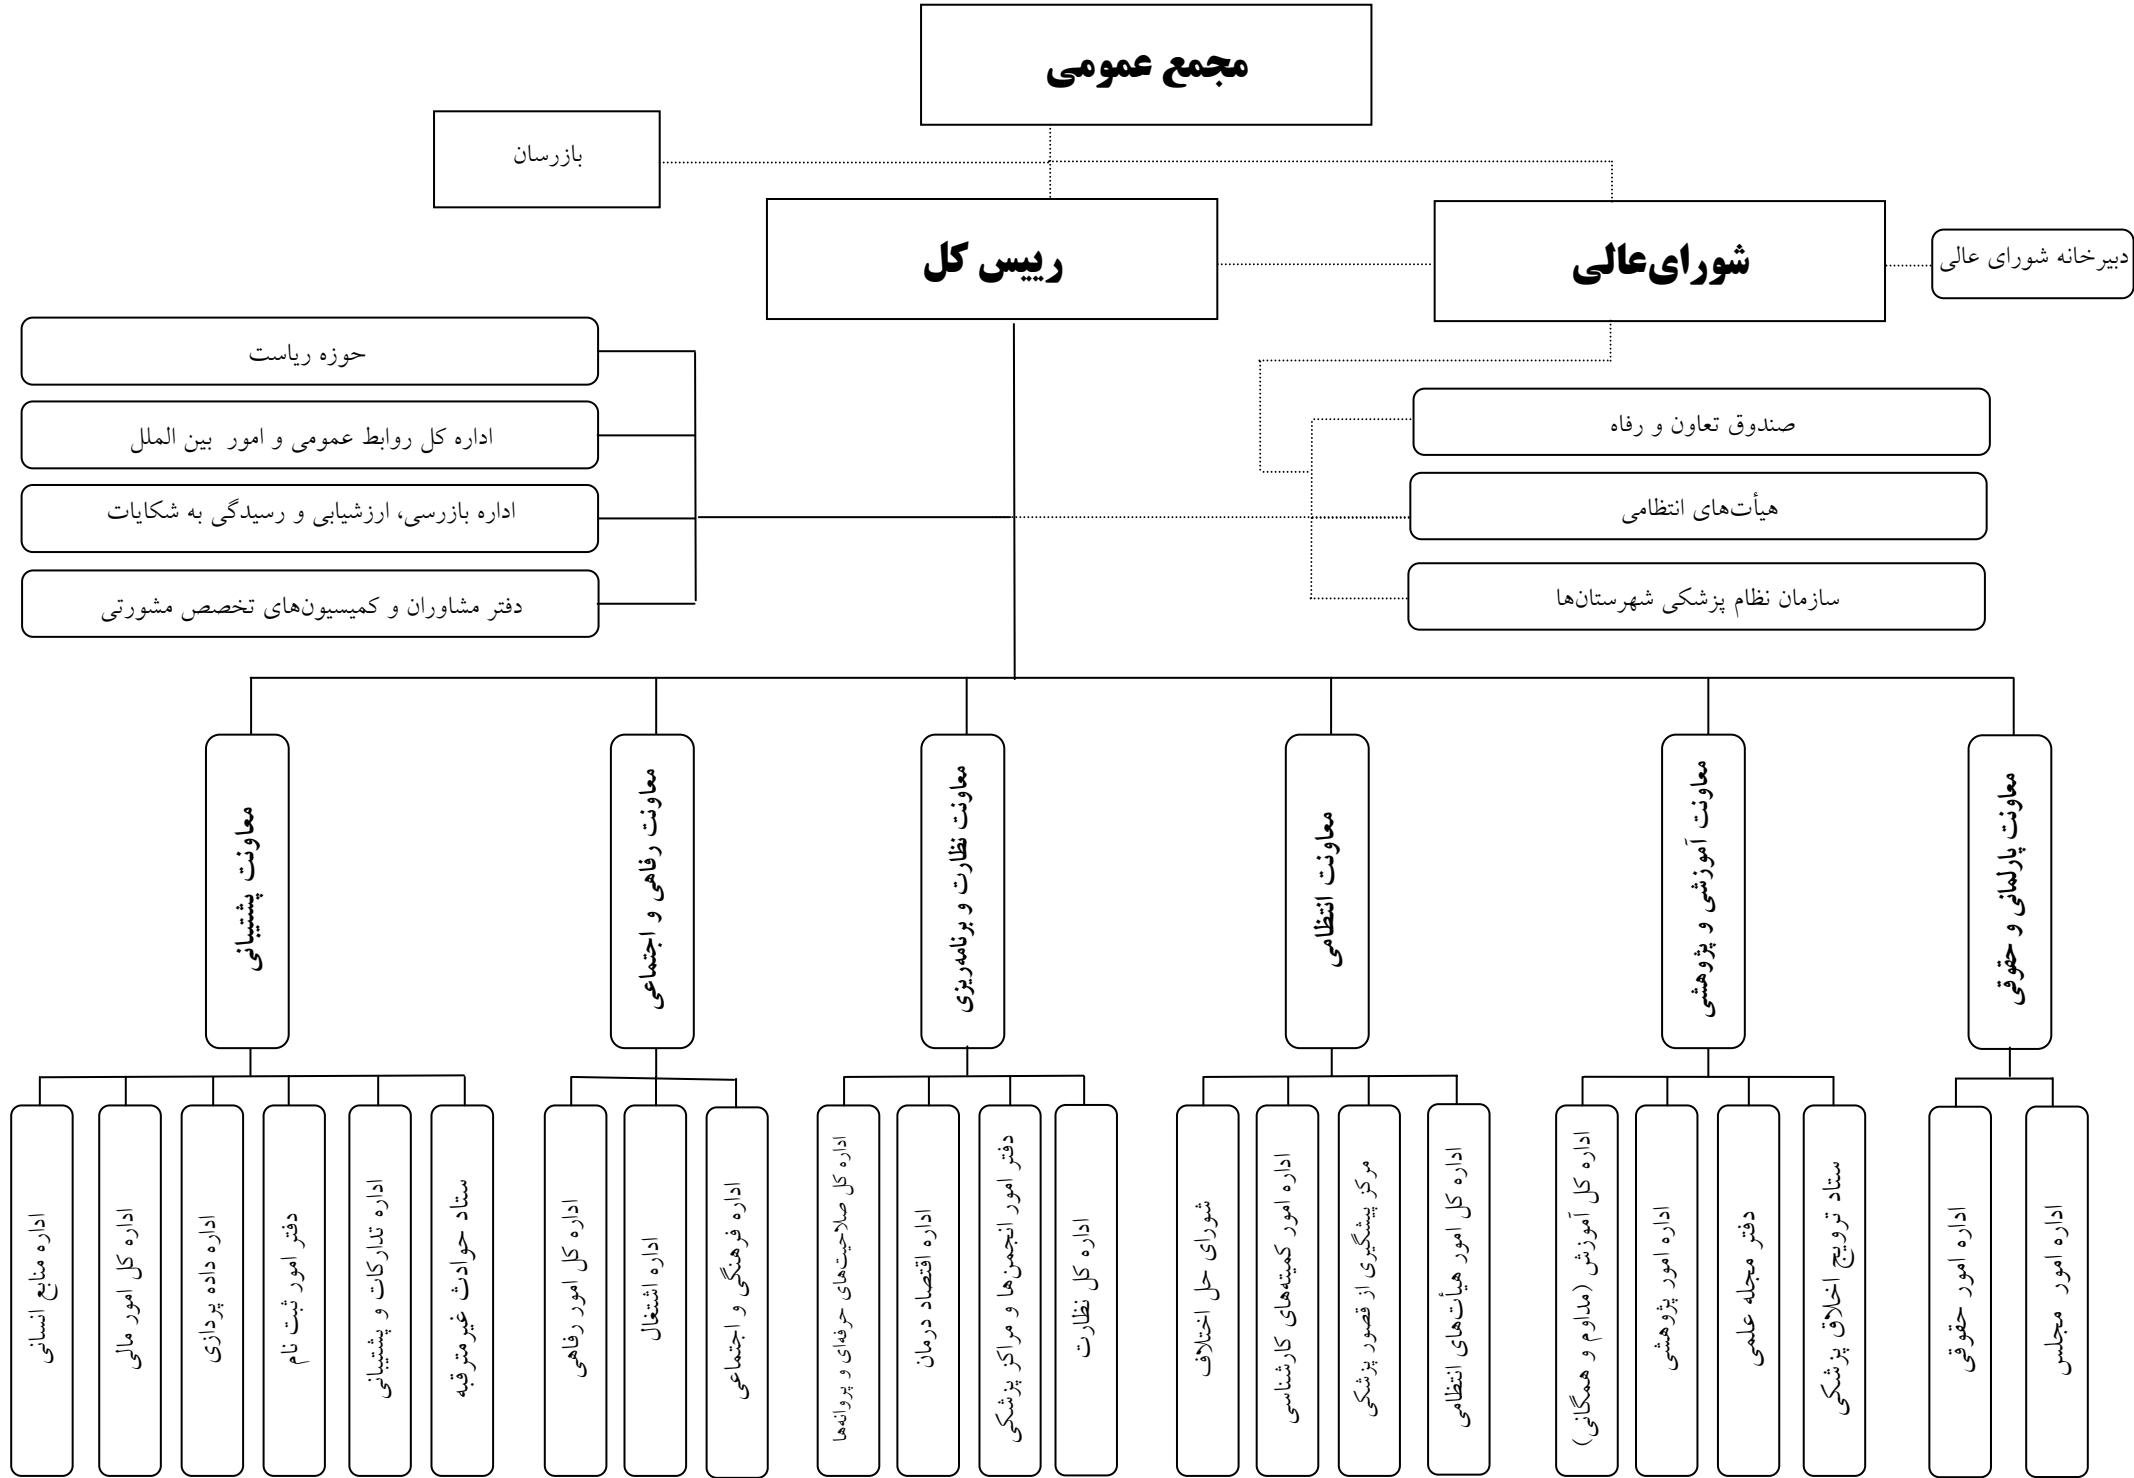 مجمع عمومی
بازرسان
رییس کل
شورای‌عالی
دبیرخانه شورای عالی
حوزه ریاست
اداره کل روابط عمومی و امور بین الملل
اداره بازرسی، ارزشیابی و رسیدگی به شکایات
دفتر مشاوران و کمیسیون‌های تخصص مشورتی
صندوق تعاون و رفاه
هیأت‌های انتظامی
سازمان نظام پزشکی شهرستان‌ها
معاونت پارلمانی و حقوقی
معاونت آموزشی و پژوهشی
معاونت انتظامی
معاونت نظارت و برنامه‌ریزی
معاونت رفاهی و اجتماعی
معاونت پشتیبانی
اداره امور مجلس
اداره امور حقوقی
ستاد ترویج اخلاق پزشکی
دفتر مجله علمی
اداره امور پژوهشی
اداره کل آموزش (مداوم و همگانی)
اداره کل امور هیأت‌های انتظامی
مرکز پیشگیری از قصور پزشکی
اداره امور کمیته‌های کارشناسی
شورای حل اختلاف
اداره کل نظارت
دفتر امور انجمن‌ها و مراکز پزشکی
اداره اقتصاد درمان
اداره کل صلاحیت‌های حرفه‌ای و پروانه‌ها
اداره فرهنگی و اجتماعی
اداره اشتغال
اداره کل امور رفاهی
ستاد حوادث غیرمترقبه
اداره تدارکات و پشتیبانی
دفتر امور ثبت نام
اداره داده پردازی
اداره کل امور مالی
اداره منابع انسانی